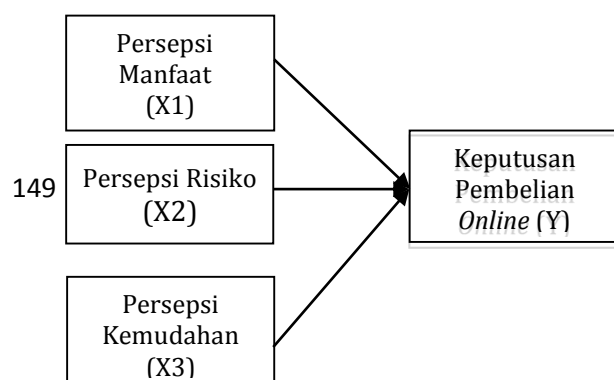 Persepsi
Manfaat
(X1)
149
Persepsi Risiko
(X2)
Keputusan
Pembelian
Online (Y)
Persepsi
Kemudahan
(X3)